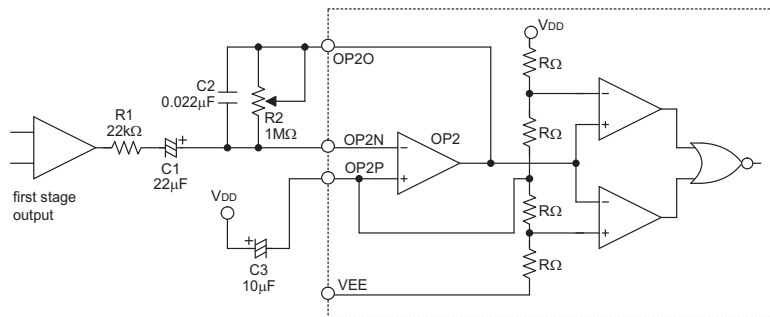 VDD
RΩ
OP2O
C2
0.022µF
R2
1MΩ
R1
22kΩ
RΩ
OP2N
OP2
C1
22µF
OP2P
first stage
output
VDD
RΩ
C3
10µF
VEE
RΩ
+
+
−
+
−
+
−
+